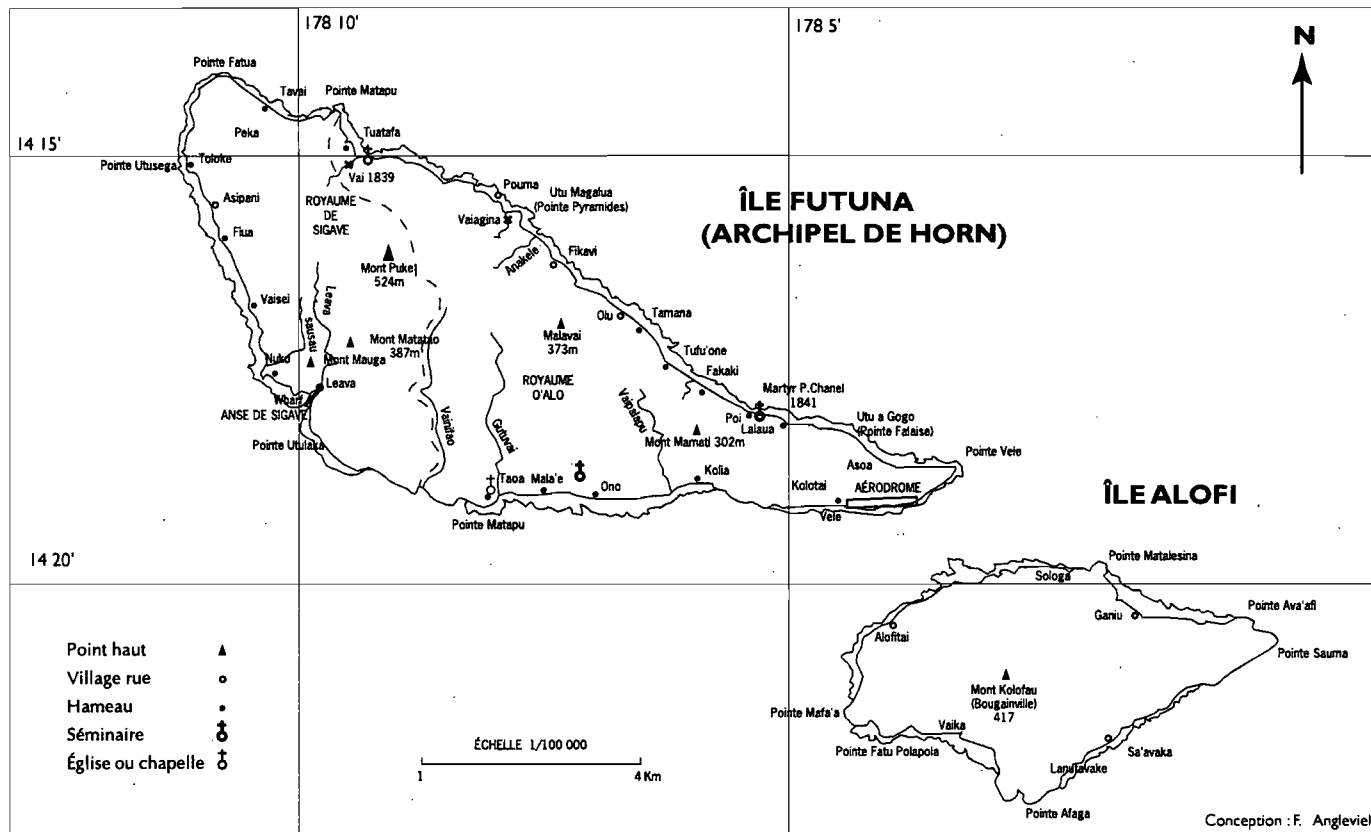 178 10'
178 5'
N
Pointe Fatua
Tavai
Pointe Matapu
Peka
Tuatafa
14 15'
Pointe Utusega
Toloke
Vai 1839
Pouma
Asipani
ROYAUME
DE
SIGAVE
Utu Magafua
(Pointe Pyramides)
Vaiagina
ÎLE FUTUNA
(ARCHIPEL DE HORN)
Fiua
Anakele
Fikavi
Mont Puke
524m
Vaisei
Leava
sausau
Olu
Tamana
Mont Matatao
387m
Malavai
373m
Nuku
Mont Mauga
Tufu'one
Fakaki
Leava
ROYAUME
O'ALO
Martyr P.Chanel
1841
Wharf
ANSE DE SIGAVE
Vainifao
Gutuvai
Vaipalapu
Poi
Lalaua
Utu a Gogo
(Pointe Falaise)
Pointe Utulaka
Mont Mamati 302m
Pointe Vele
Asoa
Taoa
Mala'e
Ono
Kolia
Kolotai
AÉRODROME
Vele
Pointe Matapu
ÎLE ALOFI
14 20'
Pointe Matalesina
Sologa
Pointe Ava'afi
Ganiu
Alofitai
Pointe Sauma
Mont Kolofau
(Bougainville)
417
Pointe Mafa'a
Vaika
Pointe Fatu Polapola
Sa'avaka
Lanutavake
Pointe Afaga
Point haut
Village rue
Hameau
Séminaire
Église ou chapelle
ÉCHELLE 1/100 000
1
4 Km
Conception : F. Angleviel